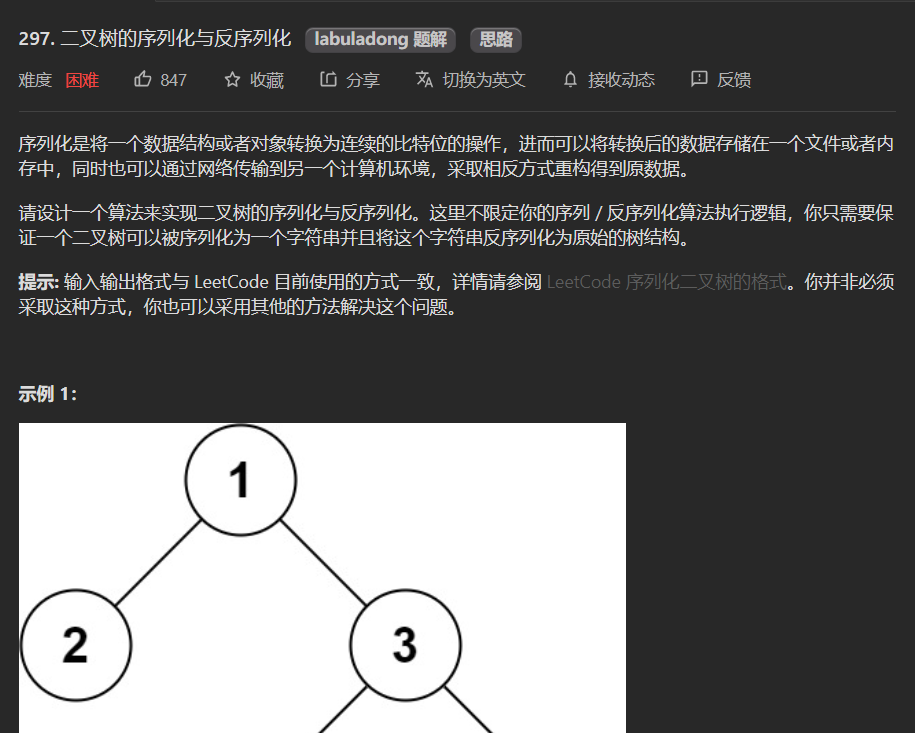 297. 二叉树的序列化与反序列化 labuladong 题解 思路
难度 困难 847 收藏 分享 切换为英文 接收动态 反馈
序列化是将一个数据结构或者对象转换为连续的比特位的操作，进而可以将转换后的数据存储在一个文件或者内
存中，同时也可以通过网络传输到另一个计算机环境，采取相反方式重构得到原数据。
请设计一个算法来实现二叉树的序列化与反序列化。这里不限定你的序列 / 反序列化算法执行逻辑，你只需要保
证一个二叉树可以被序列化为一个字符串并且将这个字符串反序列化为原始的树结构。
提示: 输入输出格式与 LeetCode 目前使用的方式一致，详情请参阅 LeetCode 序列化二叉树的格式。你并非必须
采取这种方式，你也可以采用其他的方法解决这个问题。
示例 1：
1
2 3